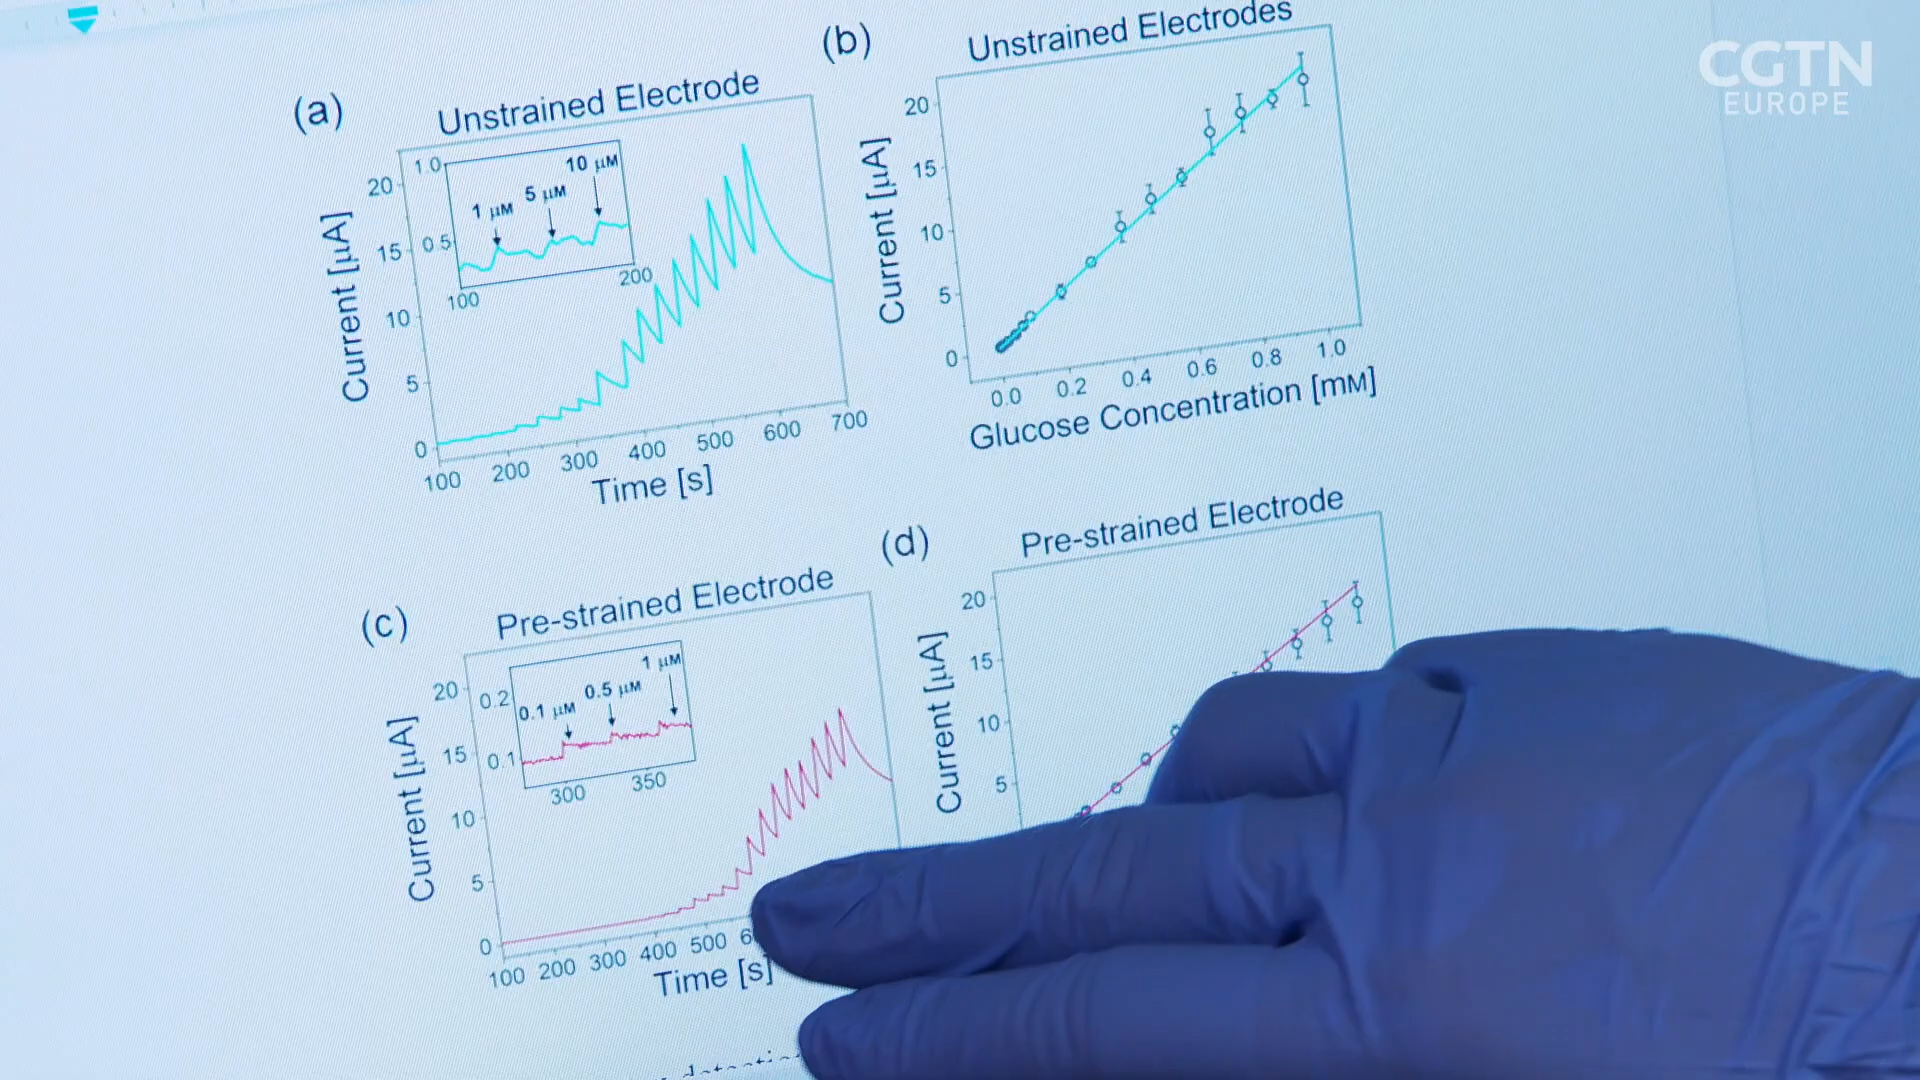 CGTN
EUROPE
(a)
Unstrained Electrode
Current [µA]
20
15
10
5
0
1.0
0.5
1 µM
5 µM
10 µM
100
200
100 200 300 400 500 600 700
Time [s]
(b)
Unstrained Electrodes
Current [µA]
20
15
10
5
0
0.0 0.2 0.4 0.6 0.8 1.0
Glucose Concentration [mM]
(c)
Pre-strained Electrode
Current [µA]
20
15
10
5
0
0.2
0.1
0.1 µM
0.5 µM
1 µM
300 350
100 200 300 400 500 6
Time [s]
(d)
Pre-strained Electrode
Current [µA]
20
15
10
5